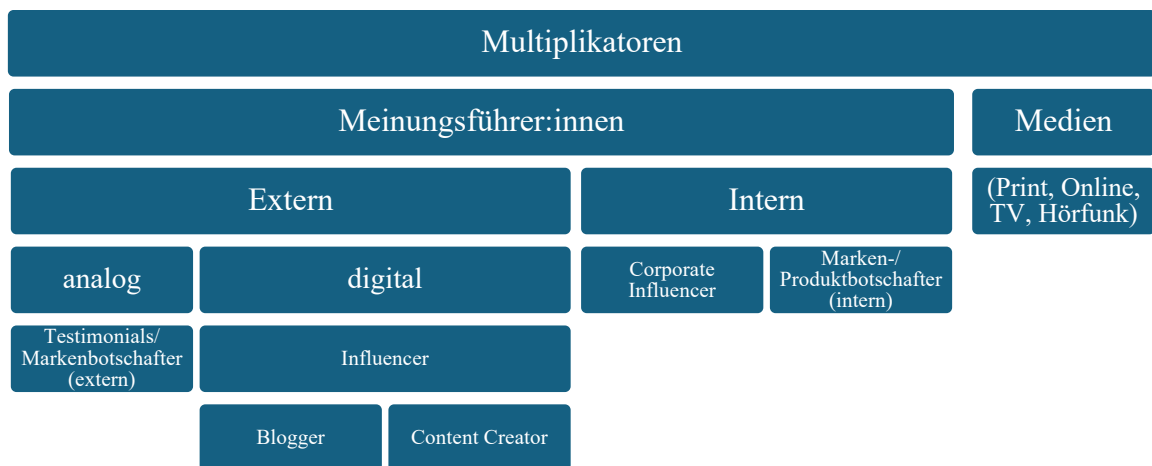 Multiplikatoren
Meinungsführer:innen
Medien
Extern
Intern
(Print, Online,
TV, Hörfunk)
analog
digital
Corporate
Influencer
Marken-/
Produktbotschafter
(intern)
Testimonials/
Markenbotschafter
(extern)
Influencer
Blogger
Content Creator